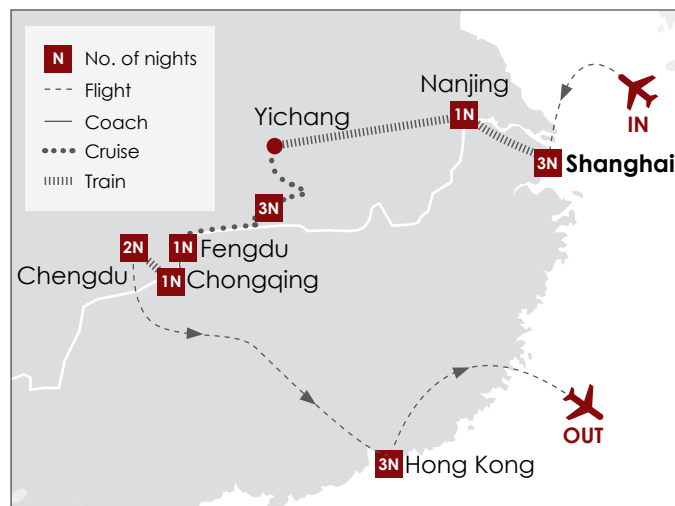 N No. of nights
Flight
Coach
Cruise
Train
Nanjing
1N
IN
Yichang
3N Shanghai
3N
2N 1N Fengdu
Chengdu 1N Chongqing
OUT
3N Hong Kong